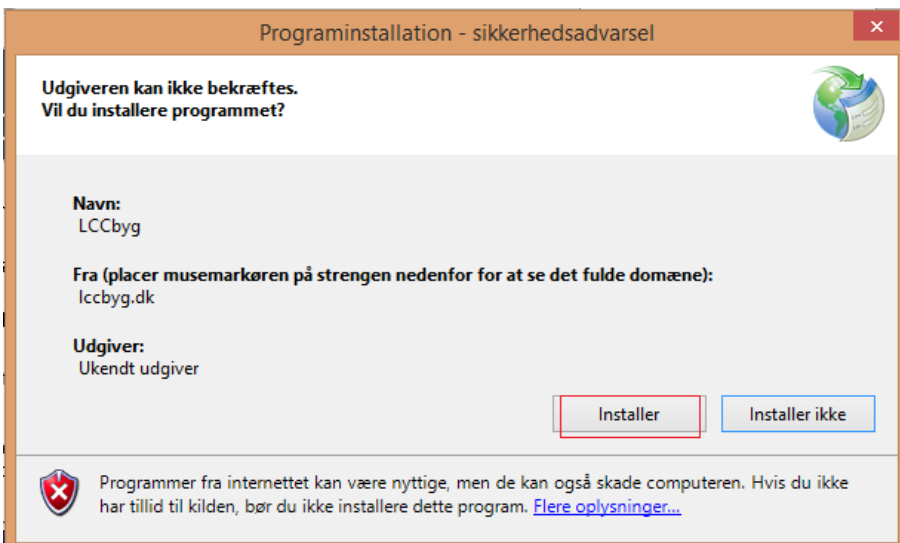 Programinstallation - sikkerhedsadvarsel
Udgiveren kan ikke bekræftes.
Vil du installere programmet?
Navn:
LCCbyg
Fra (placer musemarkøren på strengen nedenfor for at se det fulde domæne):
lccbyg.dk
Udgiver:
Ukendt udgiver
Installer
Installer ikke
Programmer fra internettet kan være nyttige, men de kan også skade computeren. Hvis du ikke
har tillid til kilden, bør du ikke installere dette program. Flere oplysninger...